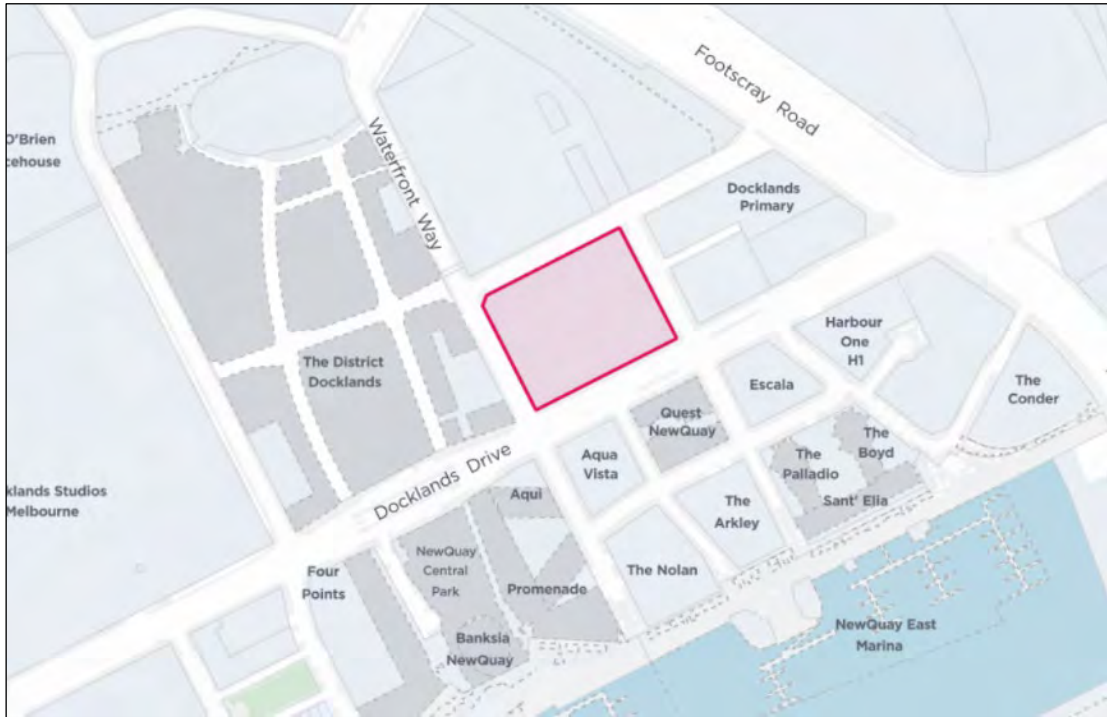 Footscray Road
O'Brien
cehouse
Waterfront Way
Docklands
Primary
Harbour
One
H1
The District
Docklands
Escala
The
Conder
Quest
NewQuay
Docklands Drive
Aqua
Vista
The
Palladio
The
Boyd
klands Studios
Melbourne
Aqui
Sant' Elia
The
Arkley
NewQuay
Central
Park
Four
Points
The Nolan
Promenade
Banksia
NewQuay
NewQuay East
Marina